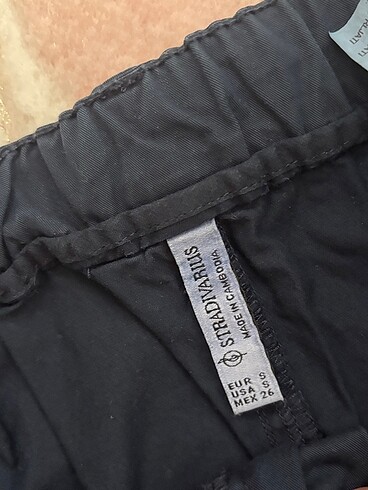 STRADIVARIUS
MADE IN CAMBODIA
EUR S
USA S
MEX 26